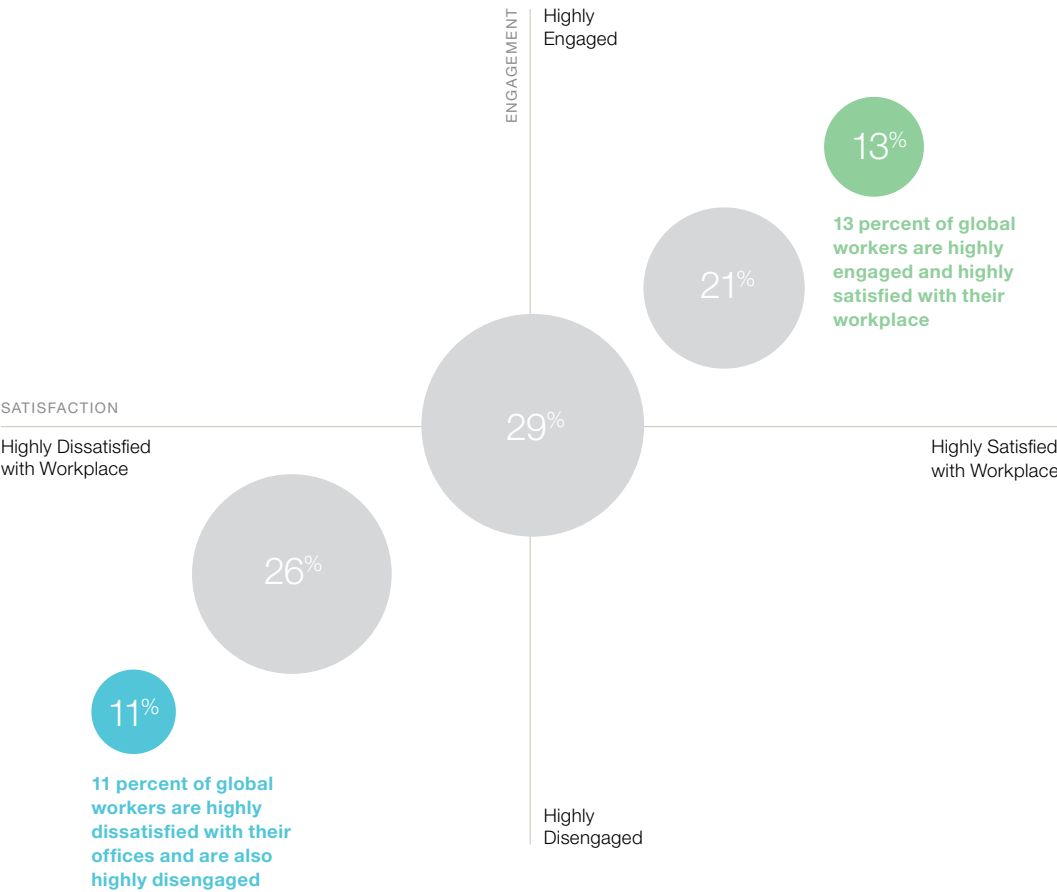 ENGAGEMENT
Highly
Engaged
13%
13 percent of global
workers are highly
engaged and highly
satisfied with their
workplace
21%
29%
SATISFACTION
Highly Dissatisfied
with Workplace
Highly Satisfied
with Workplace
26%
11%
11 percent of global
workers are highly
dissatisfied with their
offices and are also
highly disengaged
Highly
Disengaged